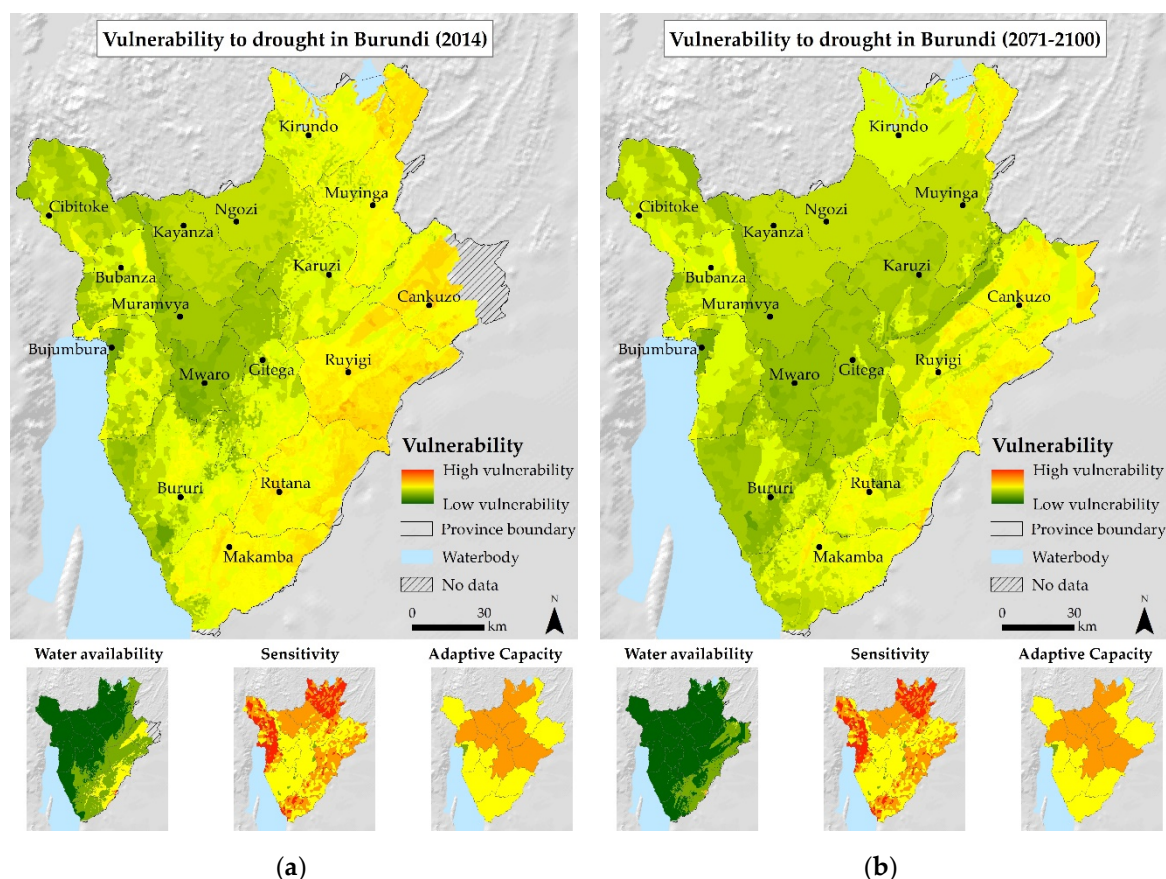 Vulnerability to drought in Burundi (2014)
Kirundo
Muyinga
Cibitoke
Ngozi
Kayanza
Bubanza
Karuzi
Cankuzo
Muramvya
Bujumbura
Gitega
Ruyigi
Mwaro
Bururi
Rutana
Makamba
Vulnerability
High vulnerability
Low vulnerability
Province boundary
Waterbody
No data
0 30
km
N
Water availability
Sensitivity
Adaptive Capacity
(a)
Vulnerability to drought in Burundi (2071-2100)
Kirundo
Muyinga
Cibitoke
Ngozi
Kayanza
Bubanza
Karuzi
Cankuzo
Muramvya
Bujumbura
Gitega
Ruyigi
Mwaro
Bururi
Rutana
Makamba
Vulnerability
High vulnerability
Low vulnerability
Province boundary
Waterbody
No data
0 30
km
N
Water availability
Sensitivity
Adaptive Capacity
(b)